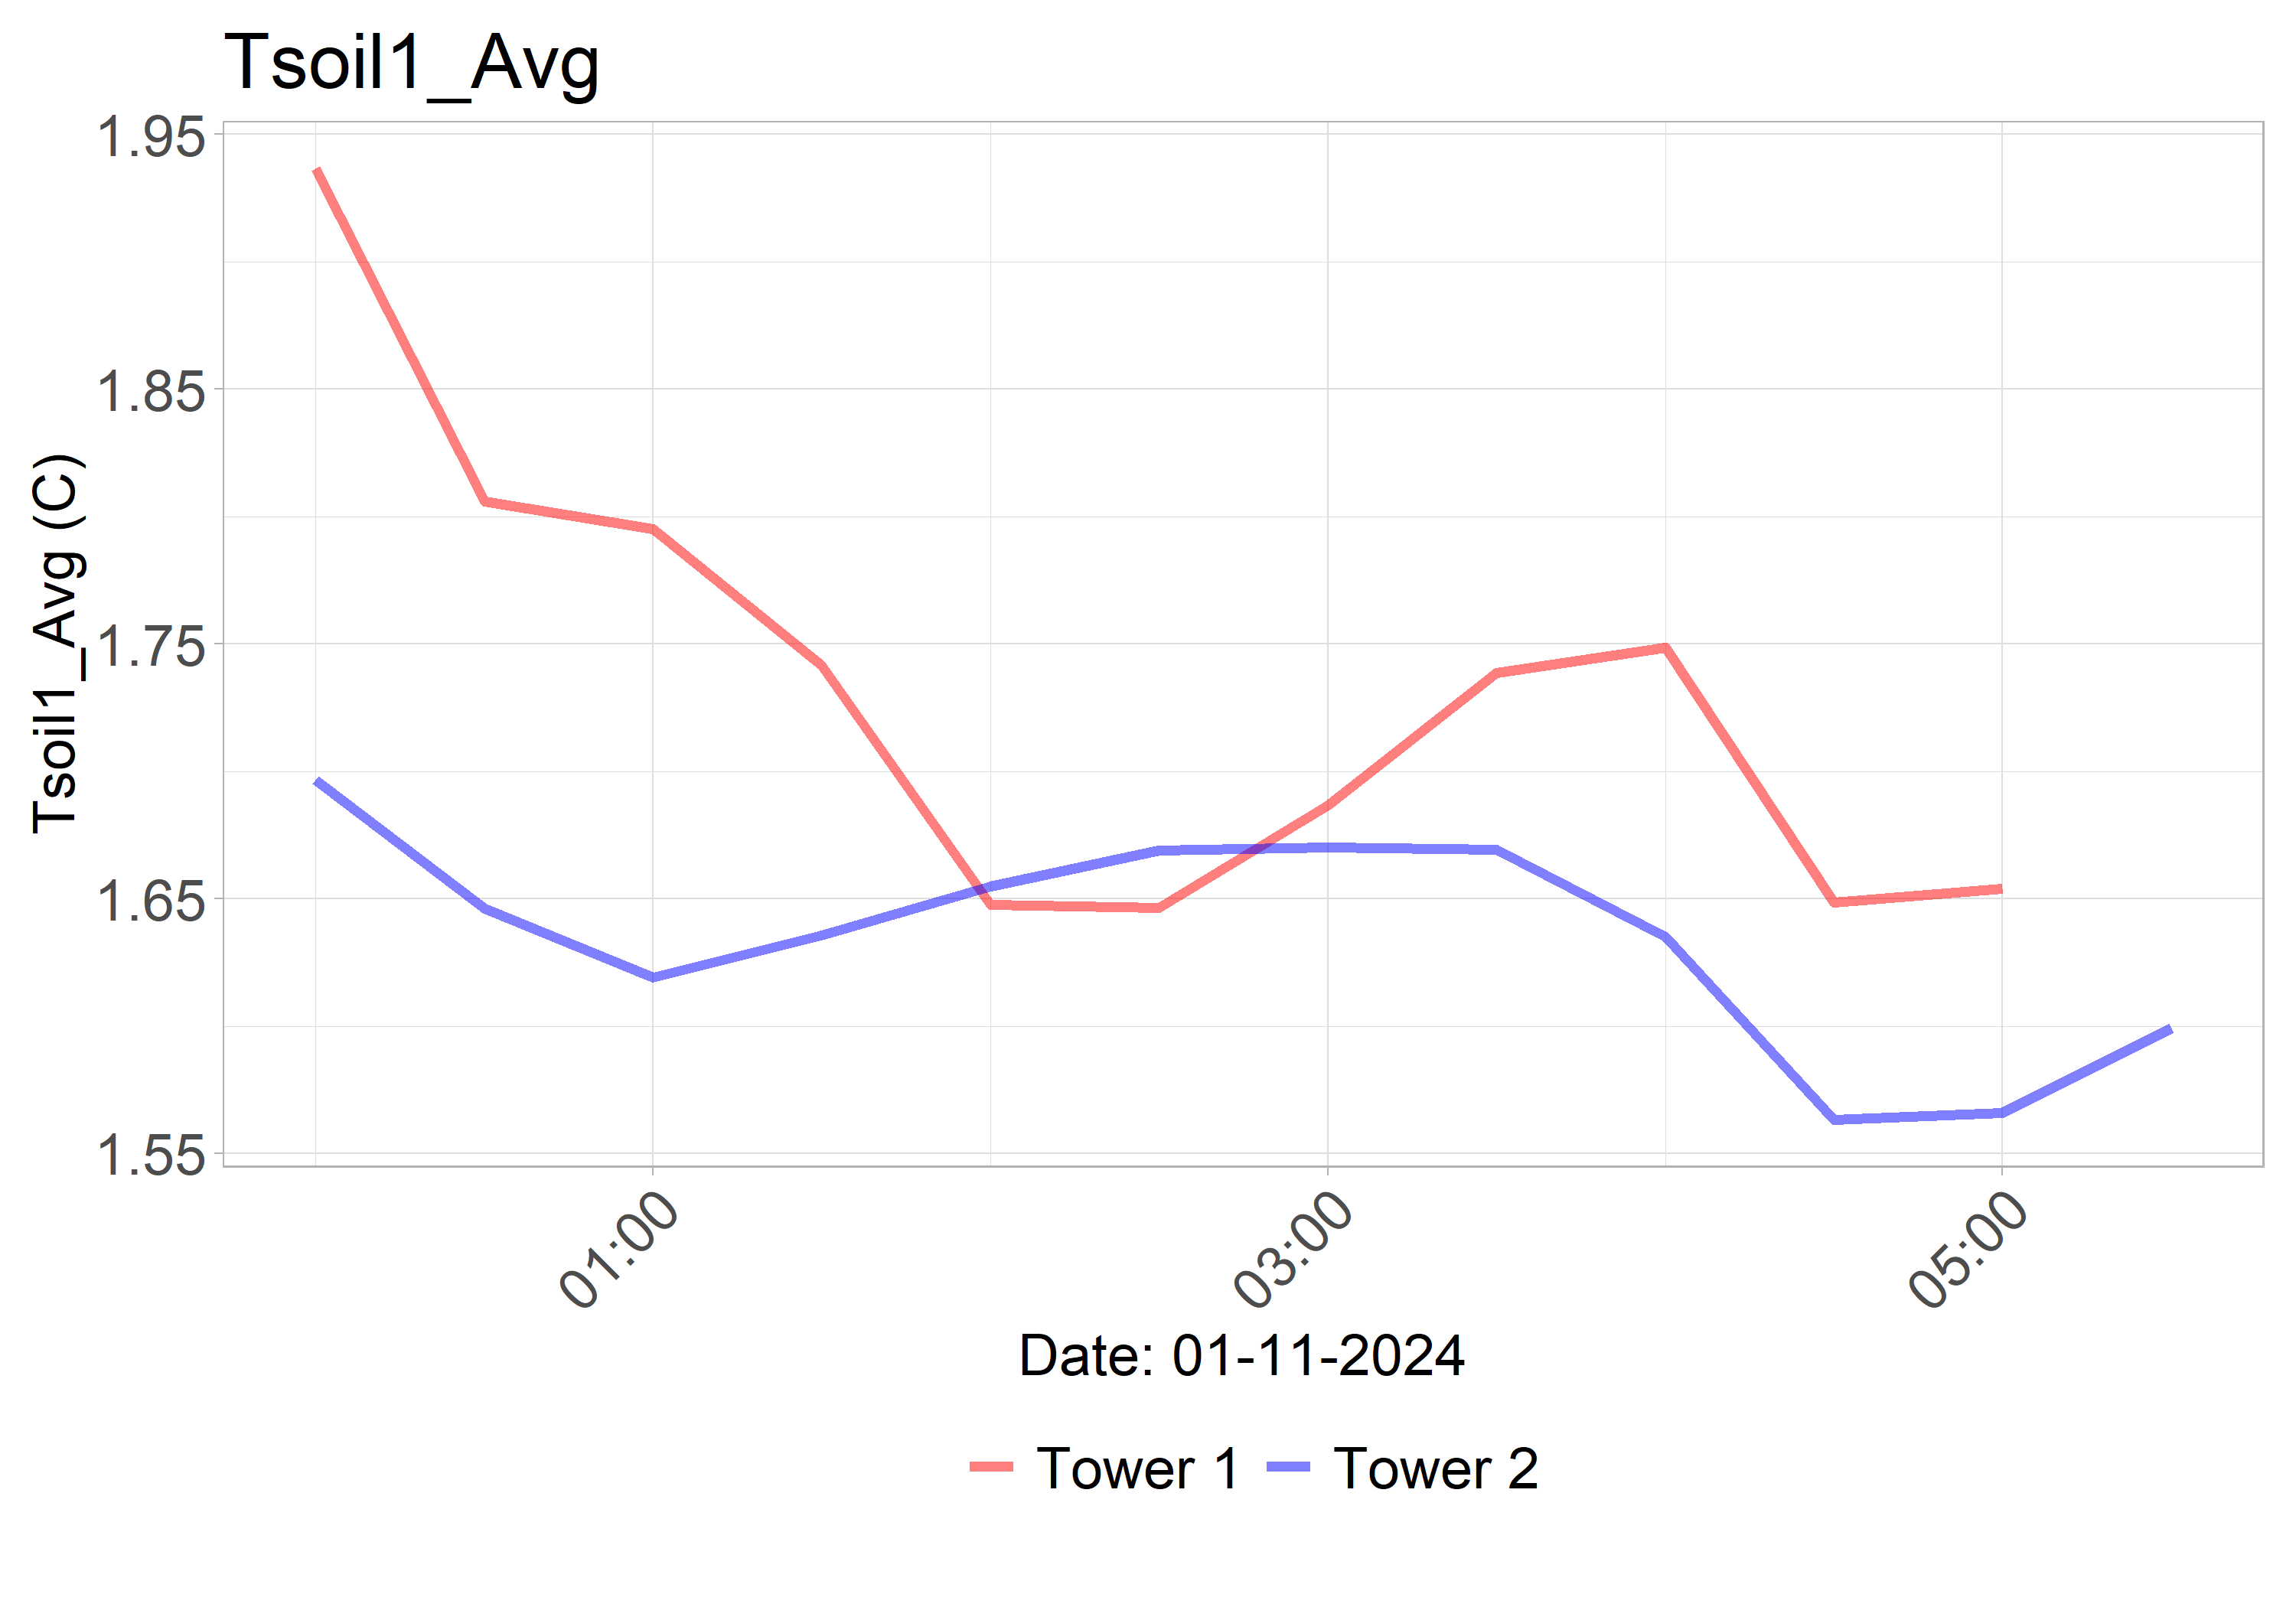 Tsoil1_Avg
Tsoil1_Avg (C)
1.95
1.85
1.75
1.65
1.55
01:00
03:00
05:00
Date: 01-11-2024
Tower 1
Tower 2